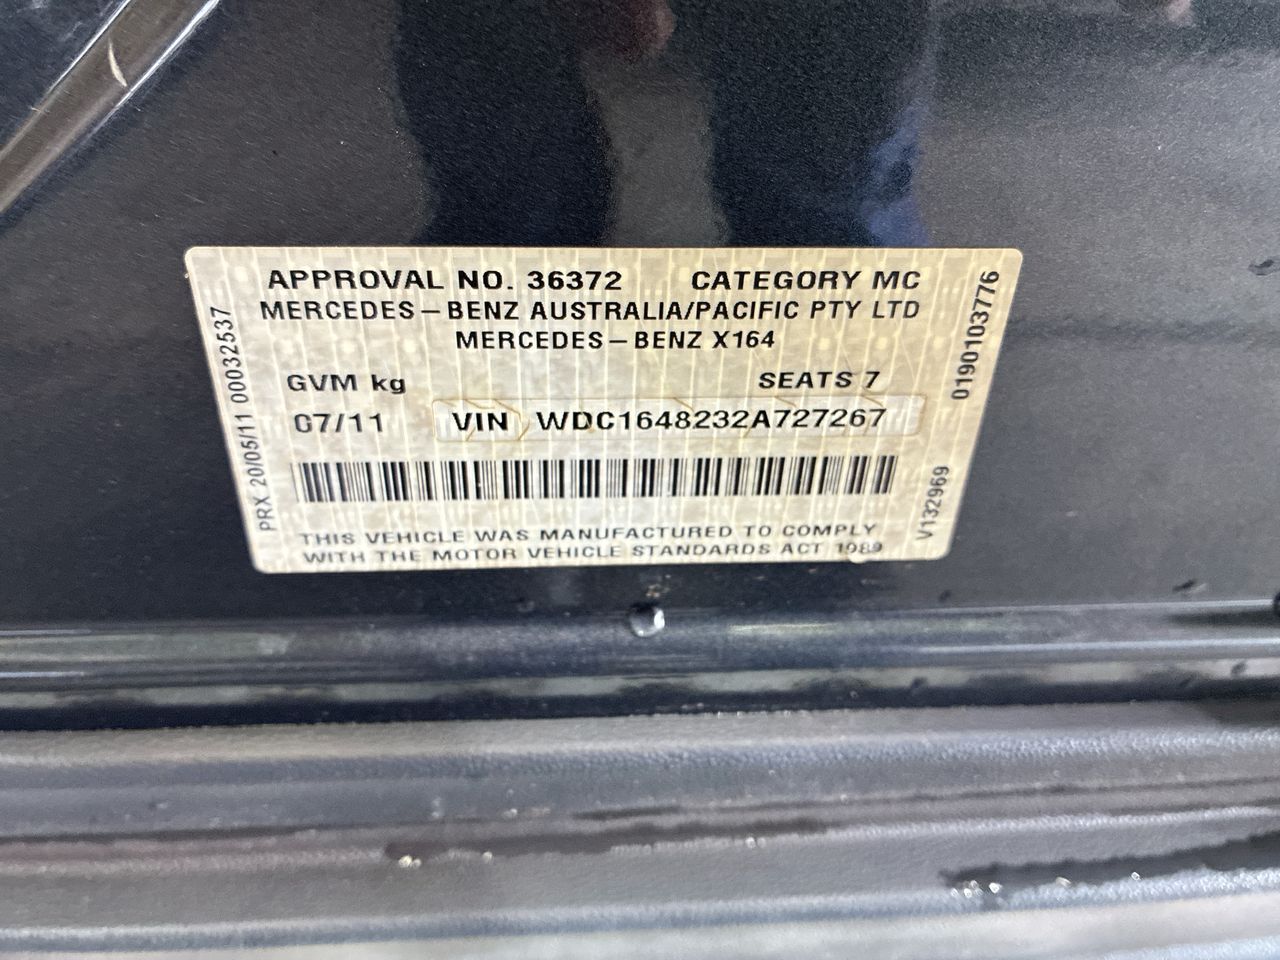 APPROVAL NO. 36372 CATEGORY MC
MERCEDES-BENZ AUSTRALIA/PACIFIC PTY LTD
MERCEDES-BENZ X164
GVM kg SEATS 7
07/11 VIN WDC1648232A727267
THIS VEHICLE WAS MANUFACTURED TO COMPLY
WITH THE MOTOR VEHICLE STANDARDS ACT 1989
PRX 20/05/11 00032537
0190103776
V132969